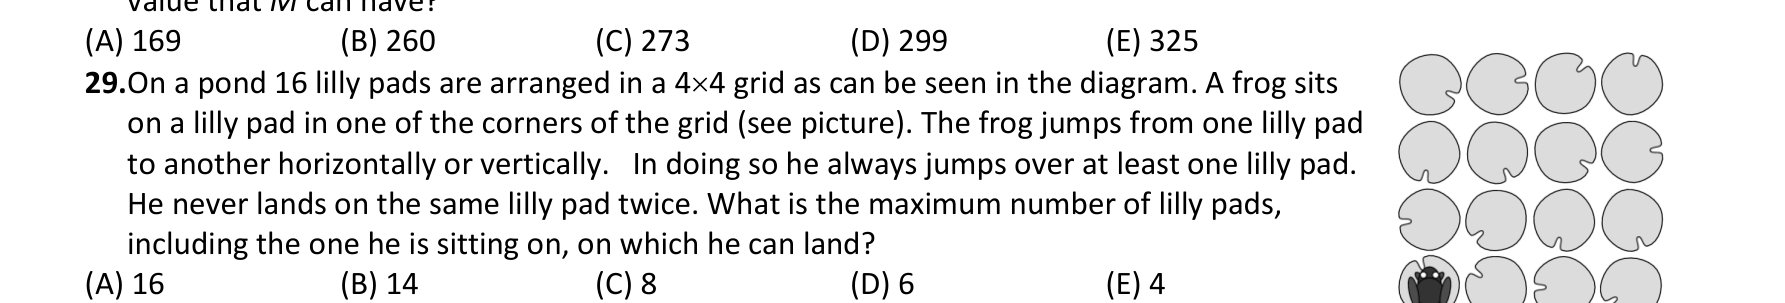 value that M can have?
(A) 169 (B) 260 (C) 273 (D) 299 (E) 325
29.On a pond 16 lilly pads are arranged in a 4×4 grid as can be seen in the diagram. A frog sits
on a lilly pad in one of the corners of the grid (see picture). The frog jumps from one lilly pad
to another horizontally or vertically. In doing so he always jumps over at least one lilly pad.
He never lands on the same lilly pad twice. What is the maximum number of lilly pads,
including the one he is sitting on, on which he can land?
(A) 16 (B) 14 (C) 8 (D) 6 (E) 4